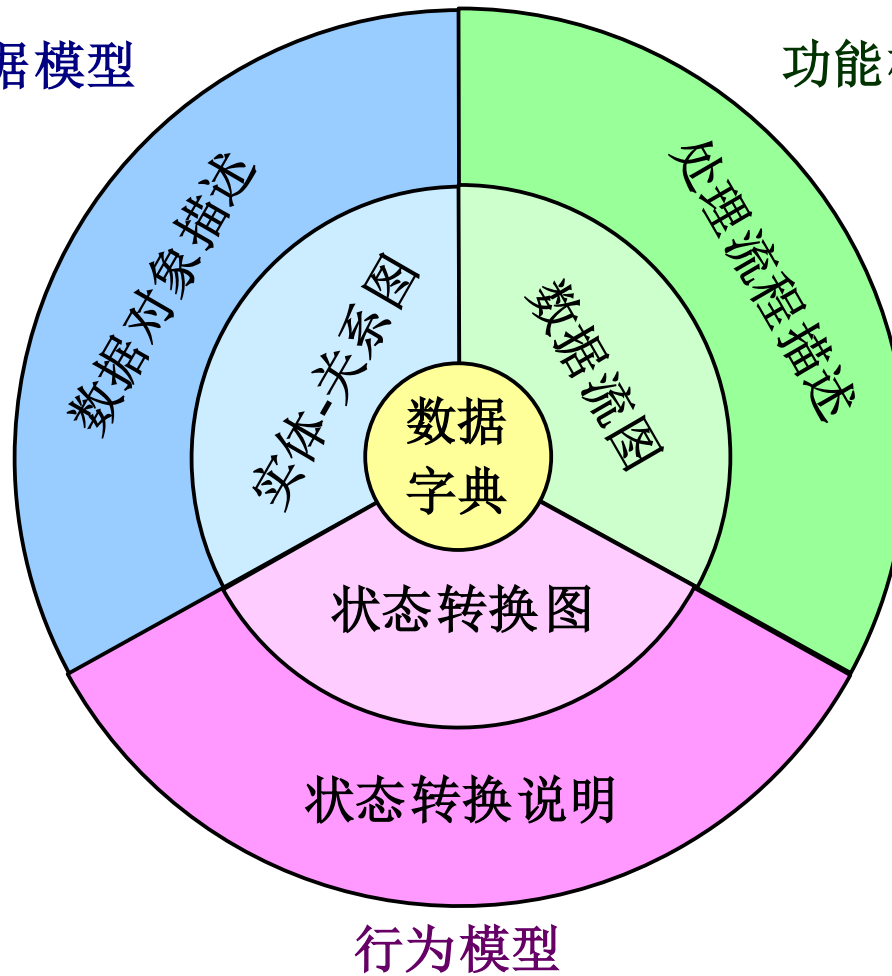 据模型
功能
数据对象描述
处理流程描述
实体-关系图
数据流图
数据
字典
状态转换图
状态转换说明
行为模型